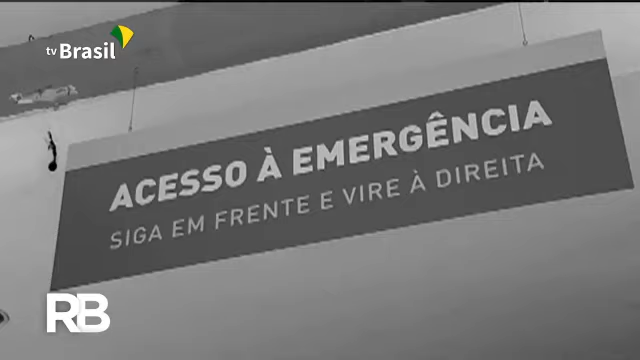 tv Brasil
ACESSO À EMERGÊNCIA
SIGA EM FRENTE E VIRE À DIREITA
RB